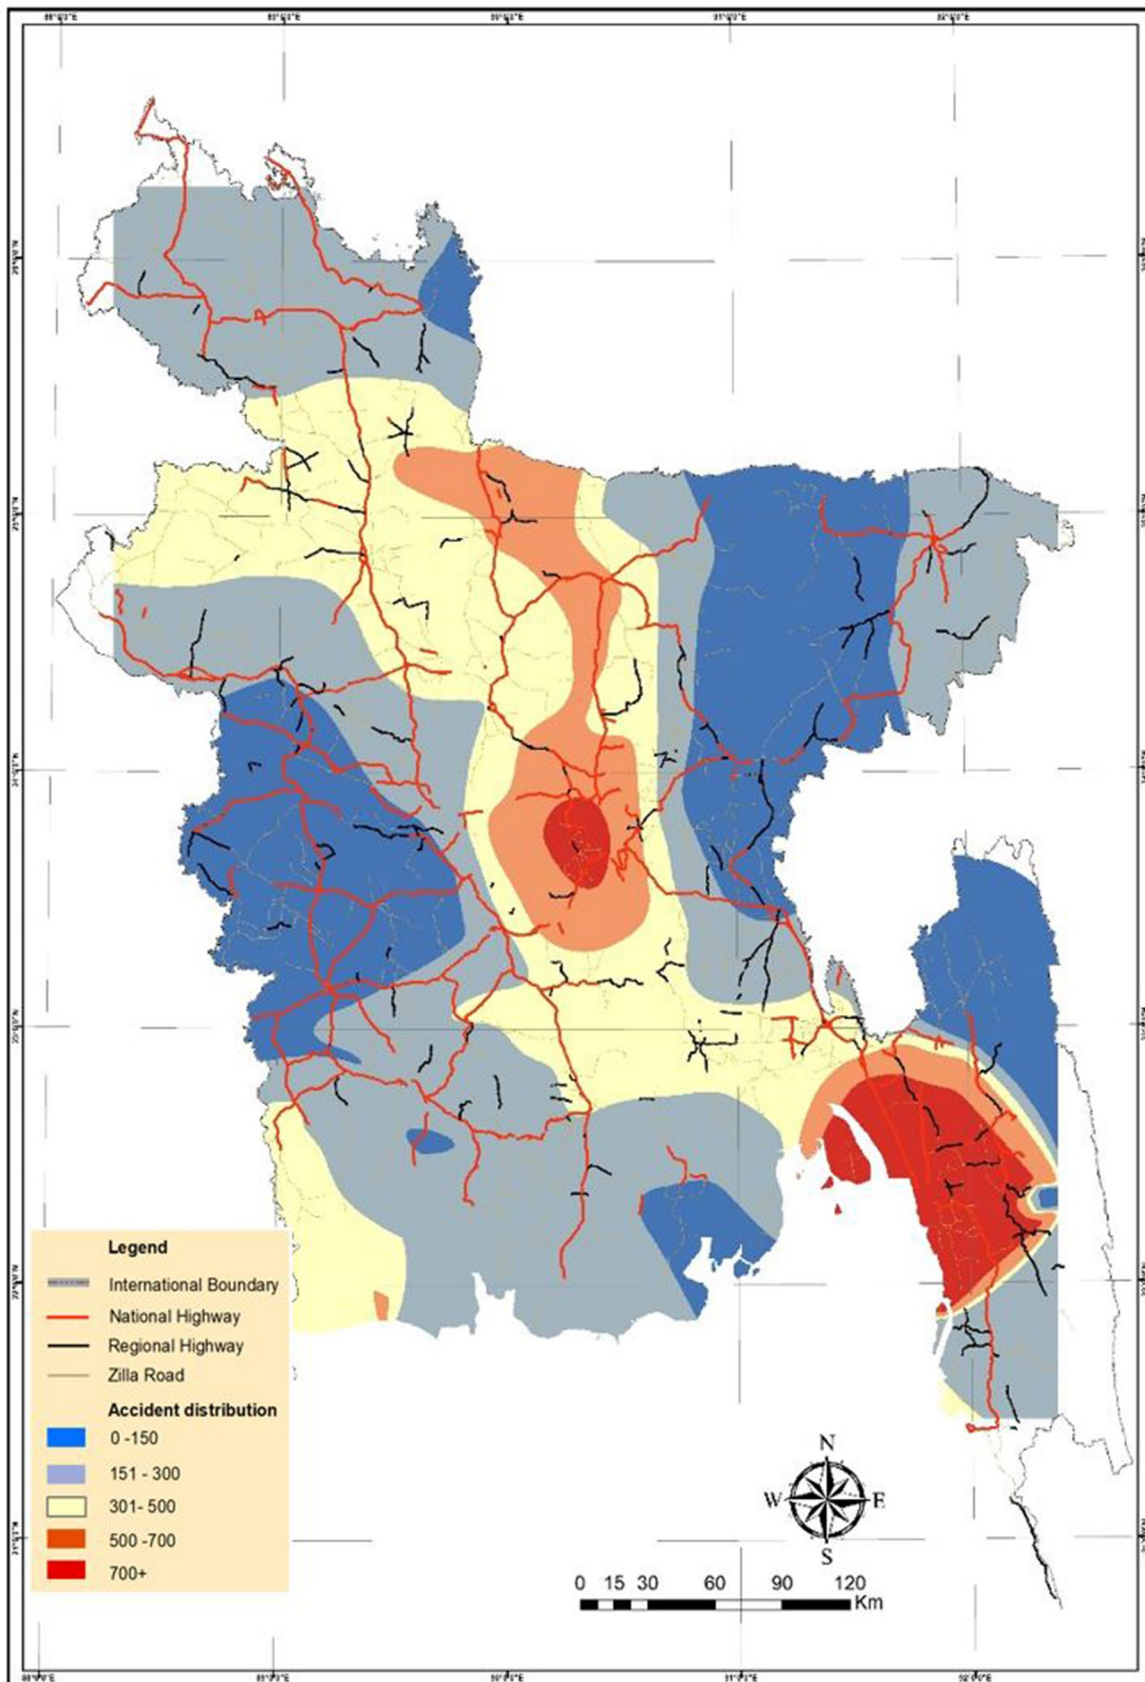 Legend
International Boundary
National Highway
Regional Highway
Zilla Road
Accident distribution
0 -150
151 - 300
301- 500
500 -700
700+
N
W E
S
0 15 30 60 90 120
Km